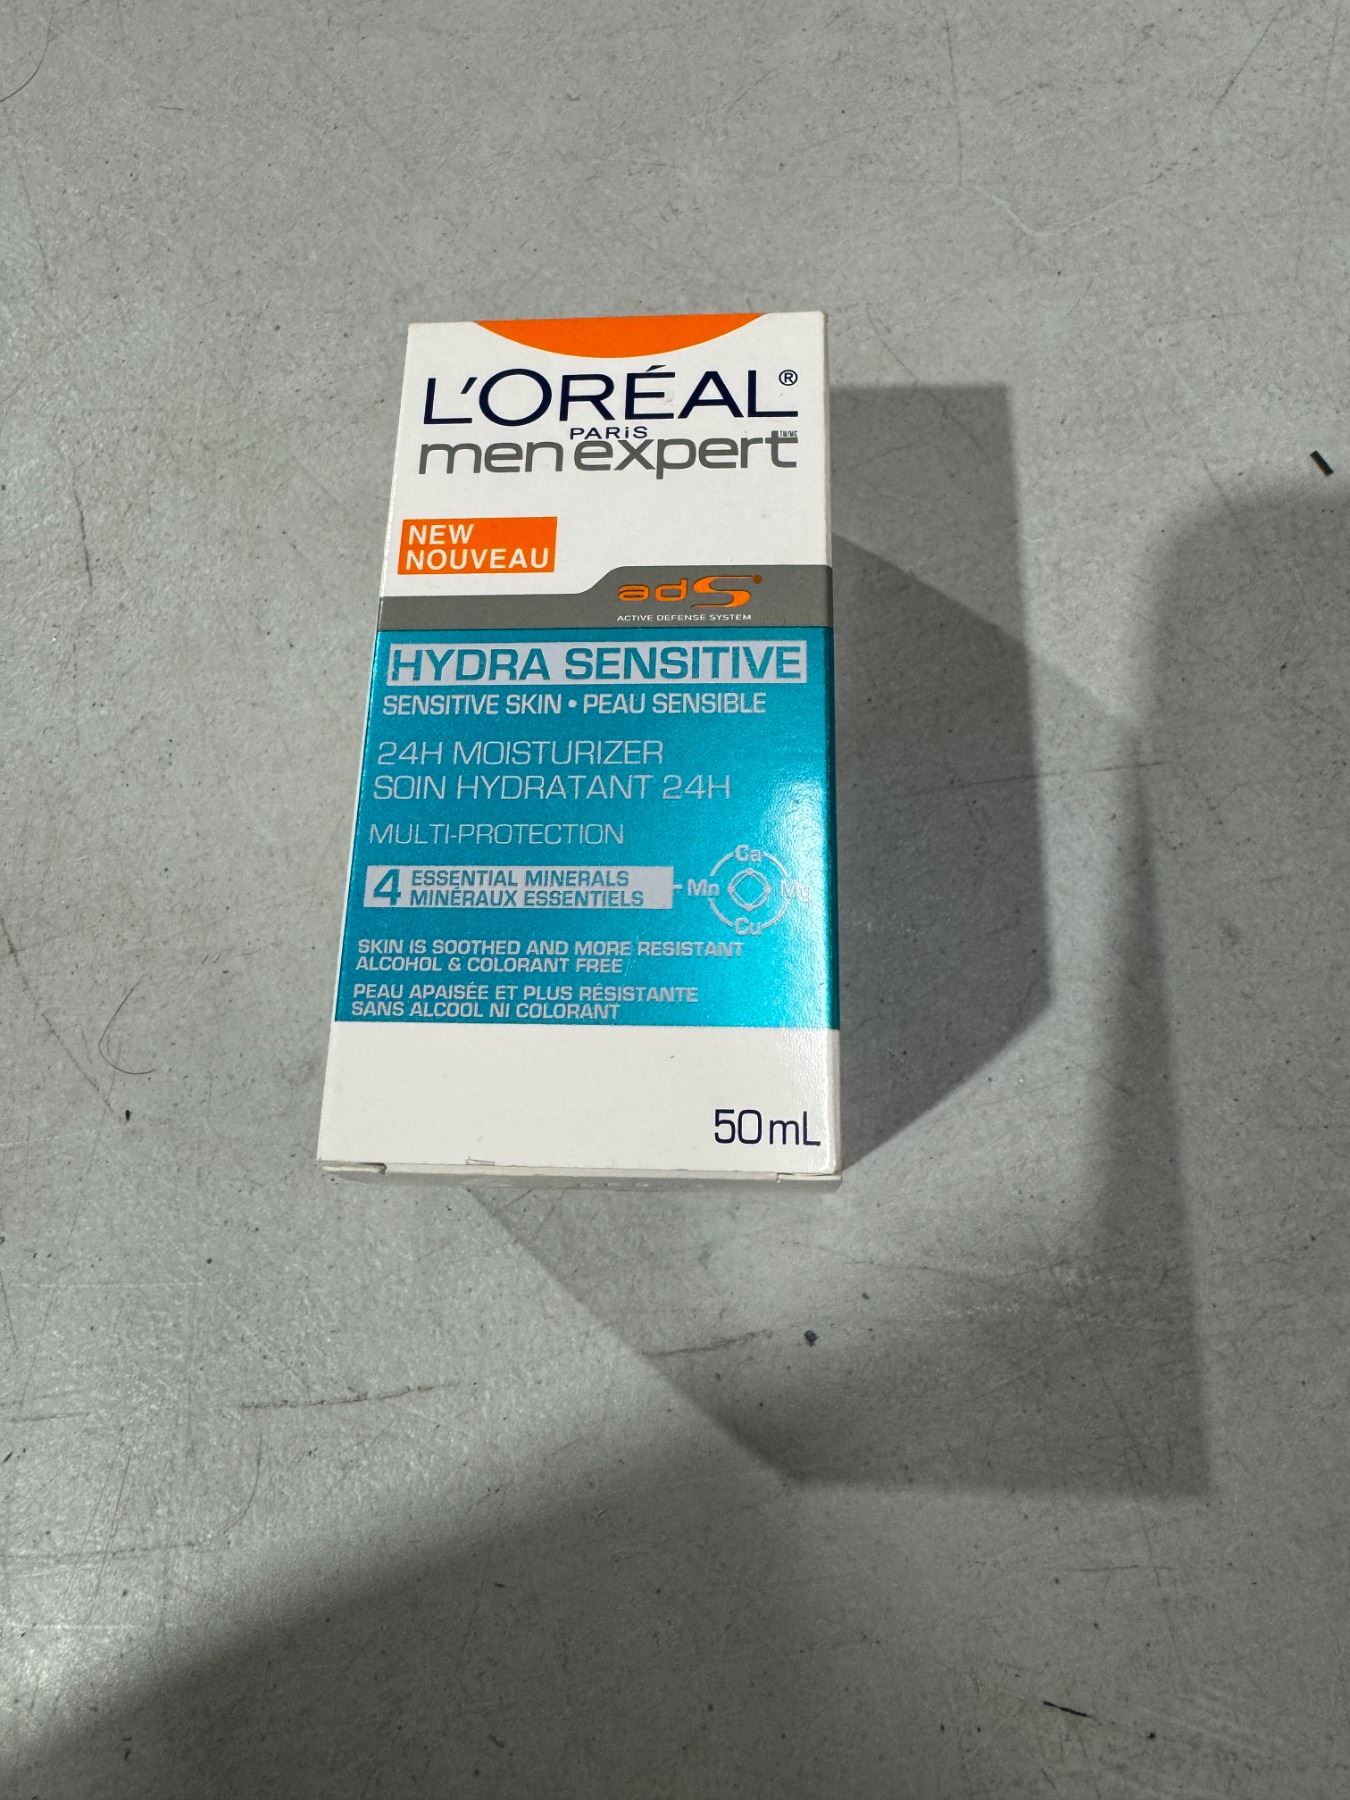 L'ORÉAL®
PARIS
men expert TM/MC
NEW
NOUVEAU
adS
ACTIVE DEFENSE SYSTEM
HYDRA SENSITIVE
SENSITIVE SKIN • PEAU SENSIBLE
24H MOISTURIZER
SOIN HYDRATANT 24H
MULTI-PROTECTION
4 ESSENTIAL MINERALS
MINÉRAUX ESSENTIELS
Ca
Mn
Mg
Cu
SKIN IS SOOTHED AND MORE RESISTANT
ALCOHOL & COLORANT FREE
PEAU APAISÉE ET PLUS RÉSISTANTE
SANS ALCOOL NI COLORANT
50mL